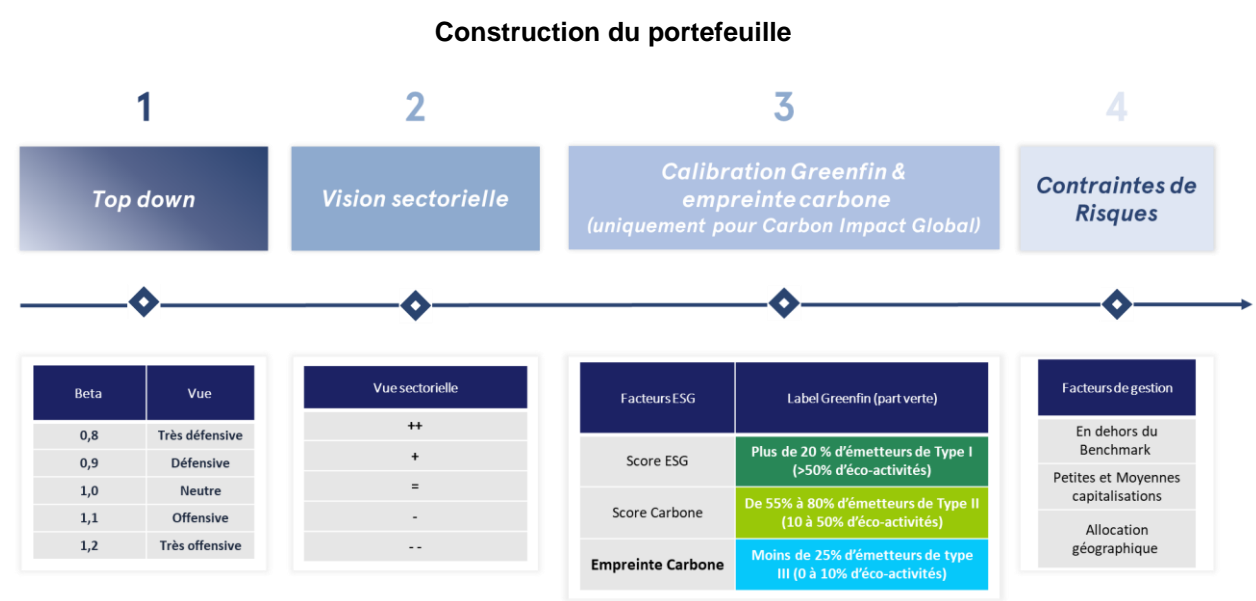 Construction du portefeuille
1
2
3
4
Top down
Vision sectorielle
Calibration Greenfin &
empreinte carbone
(uniquement pour Carbon Impact Global)
Contraintes de
Risques
Beta Vue
0,8 Très défensive
0,9 Défensive
1,0 Neutre
1,1 Offensive
1,2 Très offensive
Vue sectorielle
++
+
=
-
- -
Facteurs ESG Label Greenfin (part verte)
Score ESG
Plus de 20 % d'émetteurs de Type I
(>50% d'éco-activités)
Score Carbone
De 55% à 80% d'émetteurs de Type II
(10 à 50% d'éco-activités)
Empreinte Carbone
Moins de 25% d'émetteurs de type
III (0 à 10% d'éco-activités)
Facteurs de gestion
En dehors du
Benchmark
Petites et Moyennes
capitalisations
Allocation
géographique